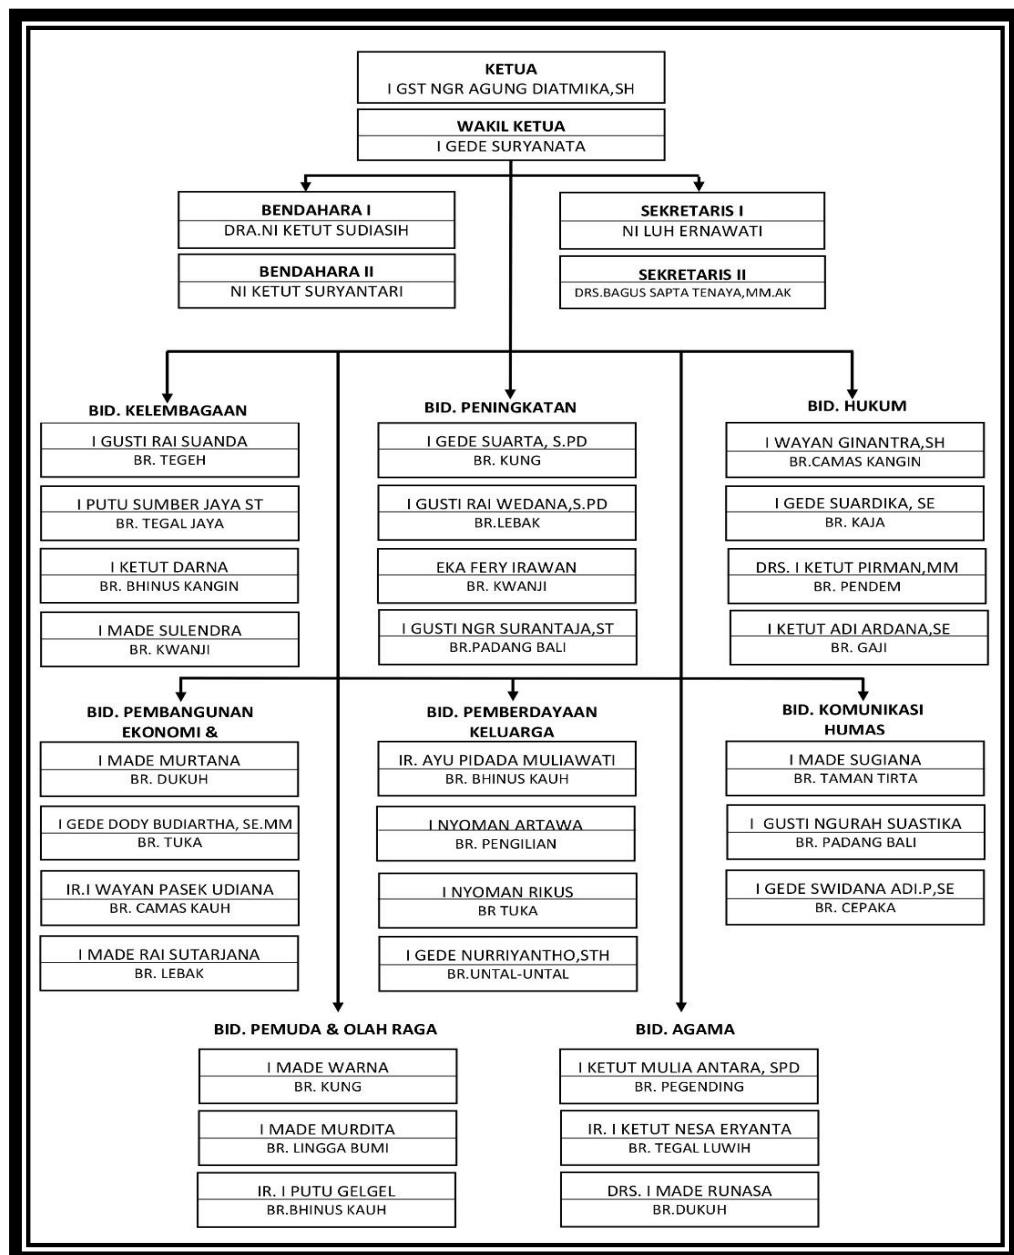 KETUA
I GST NGR AGUNG DIATMIKA,SH
WAKIL KETUA
I GEDE SURYANATA
BENDAHARA I
DRA.NI KETUT SUDIASIH
BENDAHARA II
NI KETUT SURYANTARI
SEKRETARIS I
NI LUH ERNAWATI
SEKRETARIS II
DRS.BAGUS SAPTA TENAYA,MM.AK
BID. KELEMBAGAAN
I GUSTI RAI SUANDA
BR. TEGEH
I PUTU SUMBER JAYA ST
BR. TEGAL JAYA
I KETUT DARNA
BR. BHINUS KANGIN
I MADE SULENDRA
BR. KWANJI
BID. PENINGKATAN
I GEDE SUARTA, S.PD
BR. KUNG
I GUSTI RAI WEDANA,S.PD
BR.LEBAK
EKA FERY IRAWAN
BR. KWANJI
I GUSTI NGR SURANTAJA,ST
BR.PADANG BALI
BID. HUKUM
I WAYAN GINANTRA,SH
BR.CAMAS KANGIN
I GEDE SUARDIKA, SE
BR. KAJA
DRS. I KETUT PIRMAN,MM
BR. PENDEM
I KETUT ADI ARDANA,SE
BR. GAJI
BID. PEMBANGUNAN
EKONOMI &
I MADE MURTANA
BR. DUKUH
I GEDE DODY BUDIARTHA, SE.MM
BR. TUKA
IR.I WAYAN PASEK UDIANA
BR. CAMAS KAUH
I MADE RAI SUTARJANA
BR. LEBAK
BID. PEMBERDAYAAN
KELUARGA
IR. AYU PIDADA MULIAWATI
BR. BHINUS KAUH
I NYOMAN ARTAWA
BR. PENGILIAN
I NYOMAN RIKUS
BR TUKA
I GEDE NURRIYANTHO,STH
BR.UNTAL-UNTAL
BID. KOMUNIKASI
HUMAS
I MADE SUGIANA
BR. TAMAN TIRTA
I GUSTI NGURAH SUASTIKA
BR. PADANG BALI
I GEDE SWIDANA ADI.P,SE
BR. CEPAKA
BID. PEMUDA & OLAH RAGA
I MADE WARNA
BR. KUNG
I MADE MURDITA
BR. LINGGA BUMI
IR. I PUTU GELGEL
BR.BHINUS KAUH
BID. AGAMA
I KETUT MULIA ANTARA, SPD
BR. PEGENDING
IR. I KETUT NESA ERYANTA
BR. TEGAL LUWIH
DRS. I MADE RUNASA
BR.DUKUH